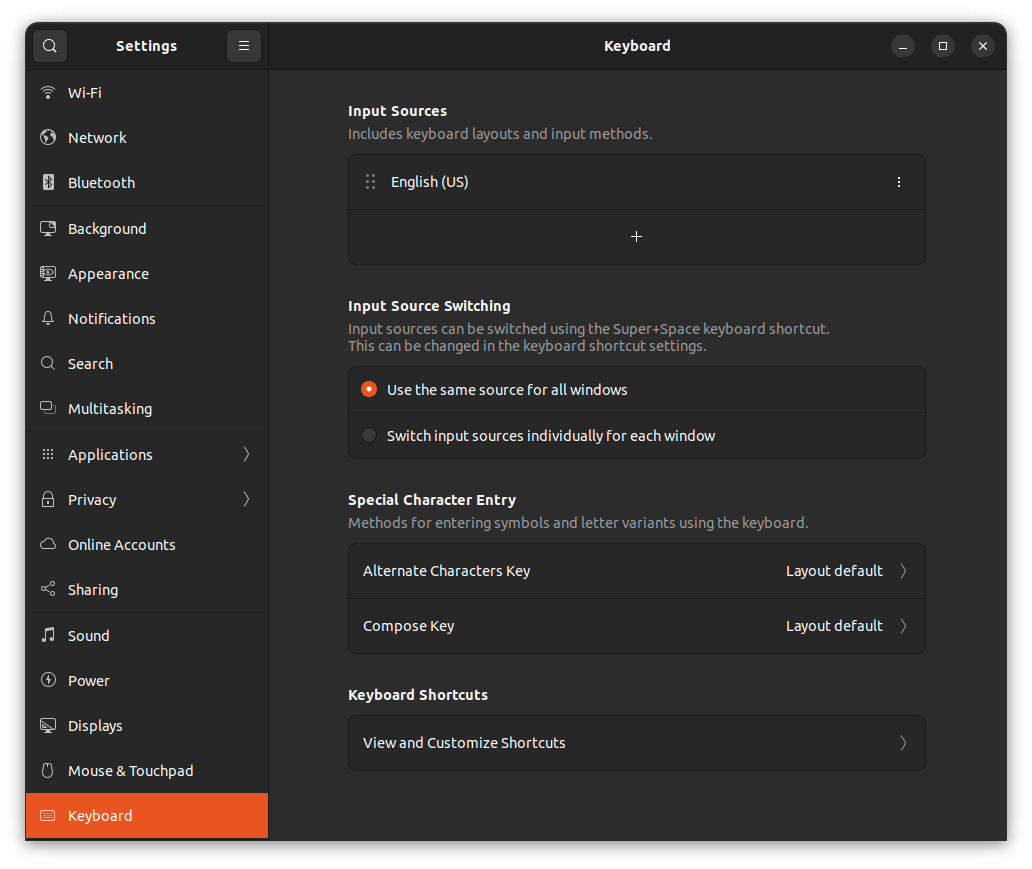 Settings
Keyboard
Wi-Fi
Network
Bluetooth
Background
Appearance
Notifications
Search
Multitasking
Applications
Privacy
Online Accounts
Sharing
Sound
Power
Displays
Mouse & Touchpad
Keyboard
Input Sources
Includes keyboard layouts and input methods.
English (US)
Input Source Switching
Input sources can be switched using the Super+Space keyboard shortcut.
This can be changed in the keyboard shortcut settings.
Use the same source for all windows
Switch input sources individually for each window
Special Character Entry
Methods for entering symbols and letter variants using the keyboard.
Alternate Characters Key Layout default
Compose Key Layout default
Keyboard Shortcuts
View and Customize Shortcuts